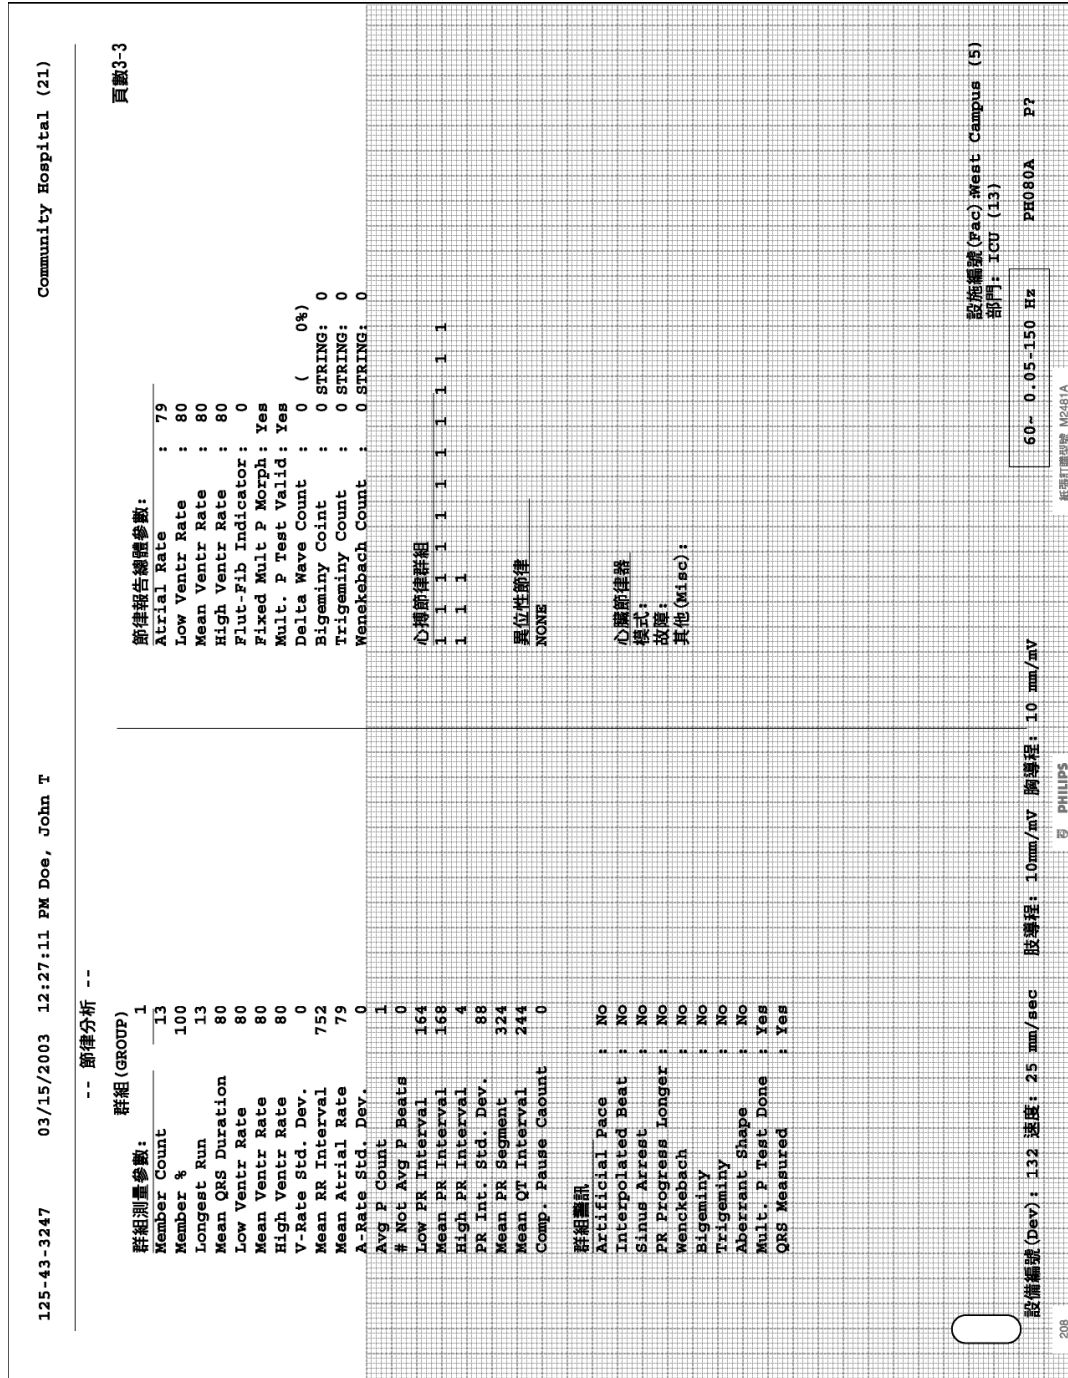 125-43-3247 03/15/2003 12:27:11 PM Doe, John T Community Hospital (21)
-- 節律分析 --
頁數3-3
群組(GROUP)
群組測量參數: 1
Member Count 13
Member % 100
Longest Run 13
Mean QRS Duration 80
Low Ventr Rate 80
Mean Ventr Rate 80
High Ventr Rate 80
V-Rate Std. Dev. 0
Mean RR Interval 752
Mean Atrial Rate 79
A-Rate Std. Dev. 0
Avg P Count 1
# Not Avg P Beats 0
Low PR Interval 164
Mean PR Interval 168
High PR Interval 4
PR Int. Std. Dev. 88
Mean PR Segment 324
Mean QT Interval 244
Comp. Pause Caount 0
群組警訊
Artificial Pace : No
Interpolated Beat : No
Sinus Arrest : No
PR Progress Longer : No
Wenckebach : No
Bigeminy : No
Trigeminy : No
Aberrant Shape : No
Mult. P Test Done : Yes
QRS Measured : Yes
節律報告總體參數:
Atrial Rate : 79
Low Ventr Rate : 80
Mean Ventr Rate : 80
High Ventr Rate : 80
Flut-Fib Indicator : 0
Fixed Mult P Morph : Yes
Mult. P Test Valid : Yes
Delta Wave Count : 0 ( 0%)
Bigeminy Coint : 0 STRING: 0
Trigeminy Count : 0 STRING: 0
Wenekebach Count : 0 STRING: 0
心搏節律群組
1 1 1 1 1 1 1 1 1 1 1
1 1 1
異位性節律
NONE
心臟節律器
模式:
故障:
其他(Misc):
設施編號(Fac):West Campus (5)
部門: ICU (13)
設備編號(Dev): 132 速度: 25 mm/sec 肢導程: 10mm/mV 胸導程: 10 mm/mV 60~ 0.05-150 Hz PH080A P?
208 PHILIPS 紙張訂購型號 M2481A